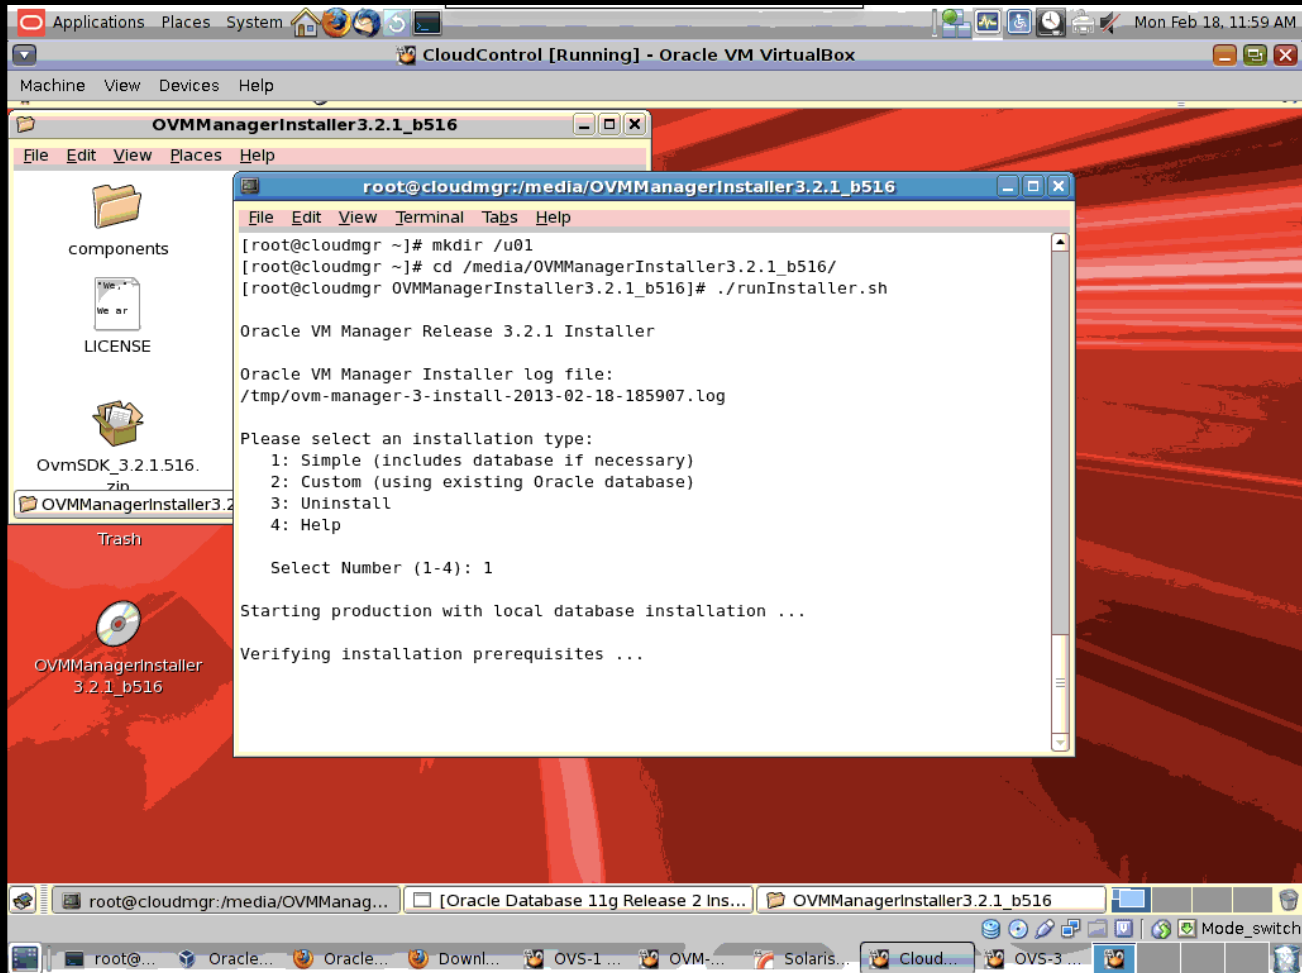 Applications Places System
Mon Feb 18, 11:59 AM
CloudControl [Running] - Oracle VM VirtualBox
Machine View Devices Help
OVMManagerInstaller3.2.1_b516
File Edit View Places Help
components
"We,"
We ar
LICENSE
OvmSDK_3.2.1.516.
zip
OVMManagerInstaller3.2
Trash
OVMManagerInstaller
3.2.1_b516
root@cloudmgr:/media/OVMManagerInstaller3.2.1_b516
File Edit View Terminal Tabs Help
[root@cloudmgr ~]# mkdir /u01
[root@cloudmgr ~]# cd /media/OVMManagerInstaller3.2.1_b516/
[root@cloudmgr OVMManagerInstaller3.2.1_b516]# ./runInstaller.sh
Oracle VM Manager Release 3.2.1 Installer
Oracle VM Manager Installer log file:
/tmp/ovm-manager-3-install-2013-02-18-185907.log
Please select an installation type:
1: Simple (includes database if necessary)
2: Custom (using existing Oracle database)
3: Uninstall
4: Help
Select Number (1-4): 1
Starting production with local database installation ...
Verifying installation prerequisites ...
root@cloudmgr:/media/OVMManag... [Oracle Database 11g Release 2 Ins... OVMManagerInstaller3.2.1_b516
Mode_switch
root@... Oracle... Oracle... Downl... OVS-1 ... OVM-... Solaris... Cloud... OVS-3 ...